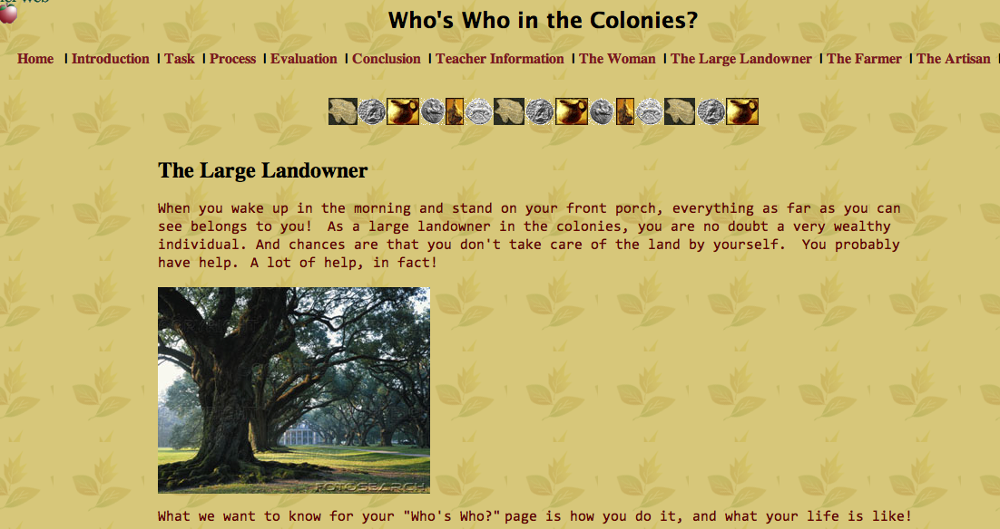 Who's Who in the Colonies?
Home | Introduction | Task | Process | Evaluation | Conclusion | Teacher Information | The Woman | The Large Landowner | The Farmer | The Artisan |
The Large Landowner
When you wake up in the morning and stand on your front porch, everything as far as you can
see belongs to you!  As a large landowner in the colonies, you are no doubt a very wealthy
individual. And chances are that you don't take care of the land by yourself.  You probably
have help. A lot of help, in fact!
FOTOSEARCH
What we want to know for your "Who's Who?" page is how you do it, and what your life is like!